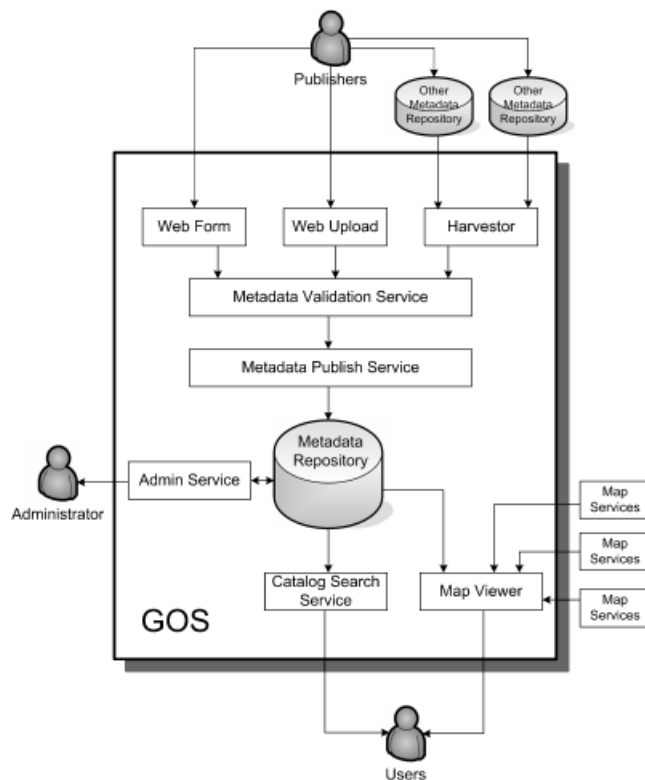 Publishers
Other
Metadata
Repository
Other
Metadata
Repository
Web Form
Web Upload
Harvestor
Metadada Validation Service
Metadata Publish Service
Metadata
Repository
Admin Service
Administrator
Map
Services
Map
Services
Map
Services
Catalog Search
Service
Map Viewer
GOS
Users